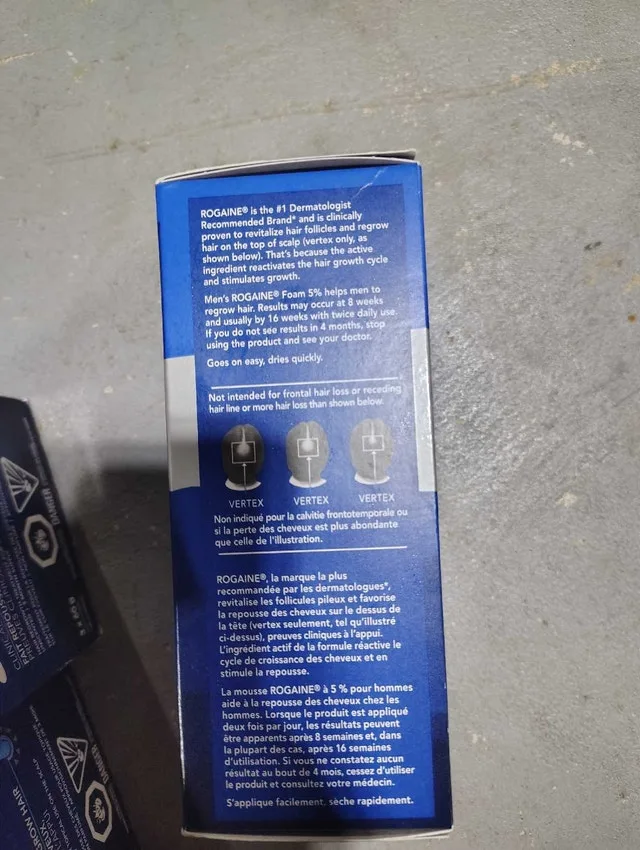 ROGAINE® is the #1 Dermatologist
Recommended Brand* and is clinically
proven to revitalize hair follicles and regrow
hair on the top of scalp (vertex only, as
shown below). That's because the active
ingredient reactivates the hair growth cycle
and stimulates growth.
Men's ROGAINE® Foam 5% helps men to
regrow hair. Results may occur at 8 weeks
and usually by 16 weeks with twice daily use.
If you do not see results in 4 months, stop
using the product and see your doctor.
Goes on easy, dries quickly.
Not intended for frontal hair loss or receding
hair line or more hair loss than shown below.
VERTEX VERTEX VERTEX
Non indiqué pour la calvitie frontotemporale ou
si la perte des cheveux est plus abondante
que celle de l'illustration.
ROGAINE®, la marque la plus
recommandée par les dermatologues*,
revitalise les follicules pileux et favorise
la repousse des cheveux sur le dessus de
la tête (vertex seulement, tel qu'illustré
ci-dessus), preuves cliniques à l'appui.
L'ingrédient actif de la formule réactive le
cycle de croissance des cheveux et en
stimule la repousse.
La mousse ROGAINE® à 5 % pour hommes
aide à la repousse des cheveux chez les
hommes. Lorsque le produit est appliqué
deux fois par jour, les résultats peuvent
être apparents après 8 semaines et, dans
la plupart des cas, après 16 semaines
d'utilisation. Si vous ne constatez aucun
résultat au bout de 4 mois, cessez d'utiliser
le produit et consultez votre médecin.
S'applique facilement, sèche rapidement.
DANGER
FAIT
DANGER
HAIR